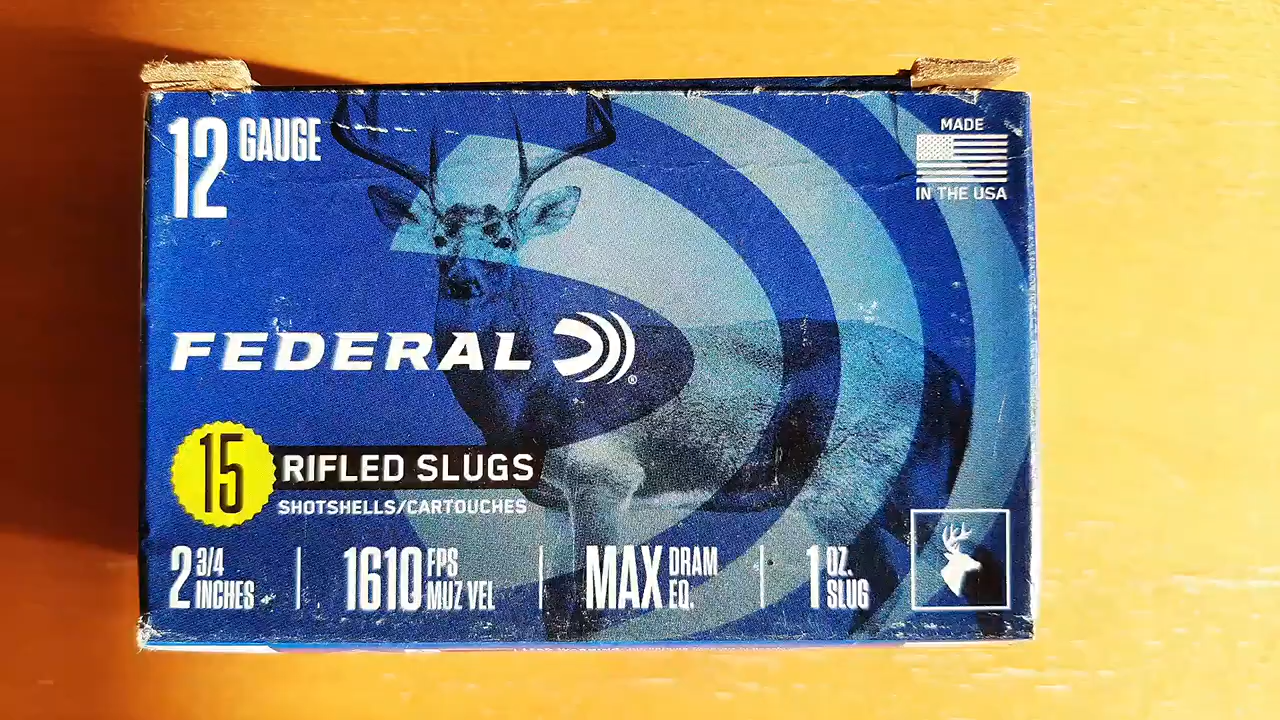 12 GAUGE
MADE
IN THE USA
FEDERAL ®
15 RIFLED SLUGS
SHOTSHELLS/CARTOUCHES
2 3/4 INCHES | 1610 FPS MUZ VEL | MAX DRAM EQ. | 1 OZ. SLUG